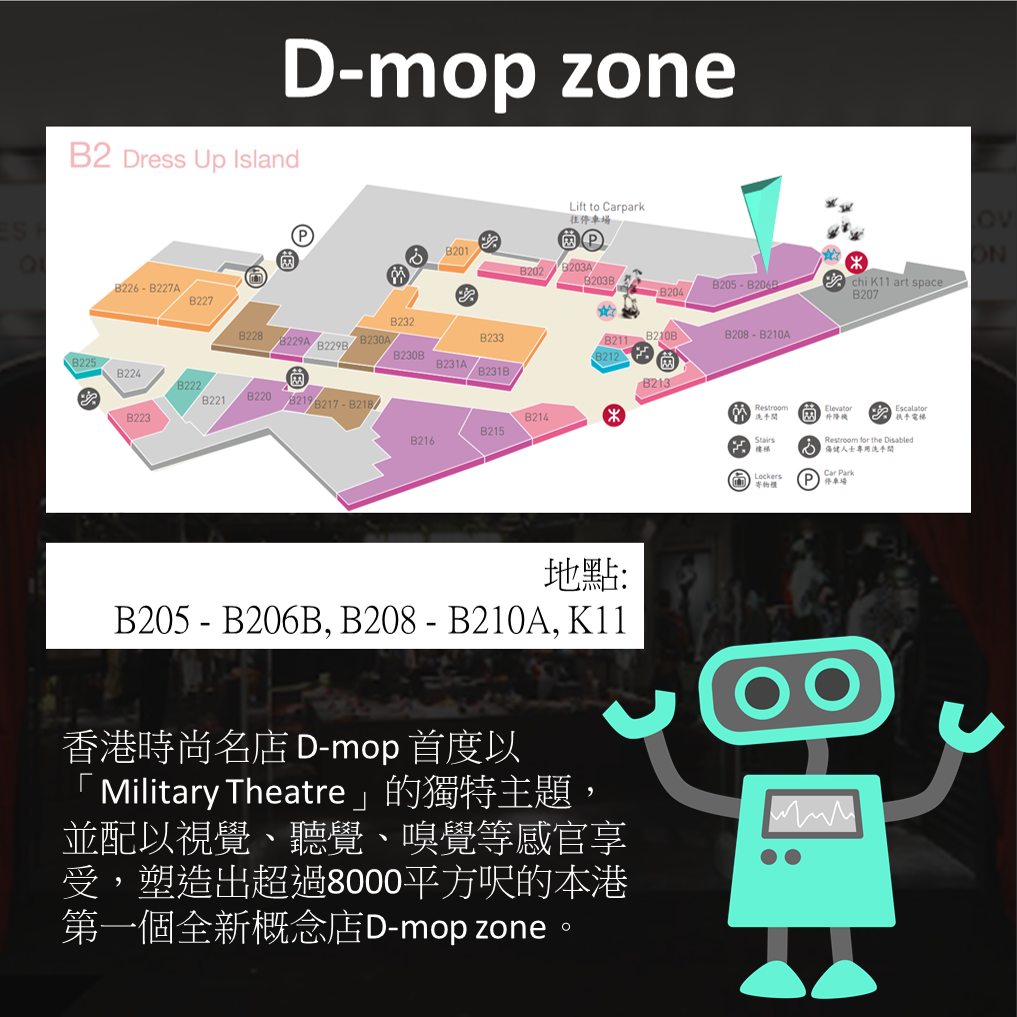 D-mop zone
B2 Dress Up Island
Lift to Carpark
往停車場
B201
B202
B203A
B203B
B204
B205 - B206B
chi K11 art space
B207
B226 - B227A
B227
B228
B229A
B229B
B230A
B232
B233
B230B
B231A
B231B
B211
B210B
B212
B213
B208 - B210A
B225
B224
B222
B221
B220
B219
B217 - B218
B223
B216
B215
B214
Restroom
洗手間
Elevator
升降機
Escalator
扶手電梯
Stairs
樓梯
Restroom for the Disabled
傷健人士專用洗手間
Lockers
寄物櫃
Car Park
停車場
地點:
B205 - B206B, B208 - B210A, K11
香港時尚名店 D-mop 首度以
「 Military Theatre 」的獨特主題，
並配以視覺、聽覺、嗅覺等感官享
受，塑造出超過8000平方呎的本港
第一個全新概念店D-mop zone。